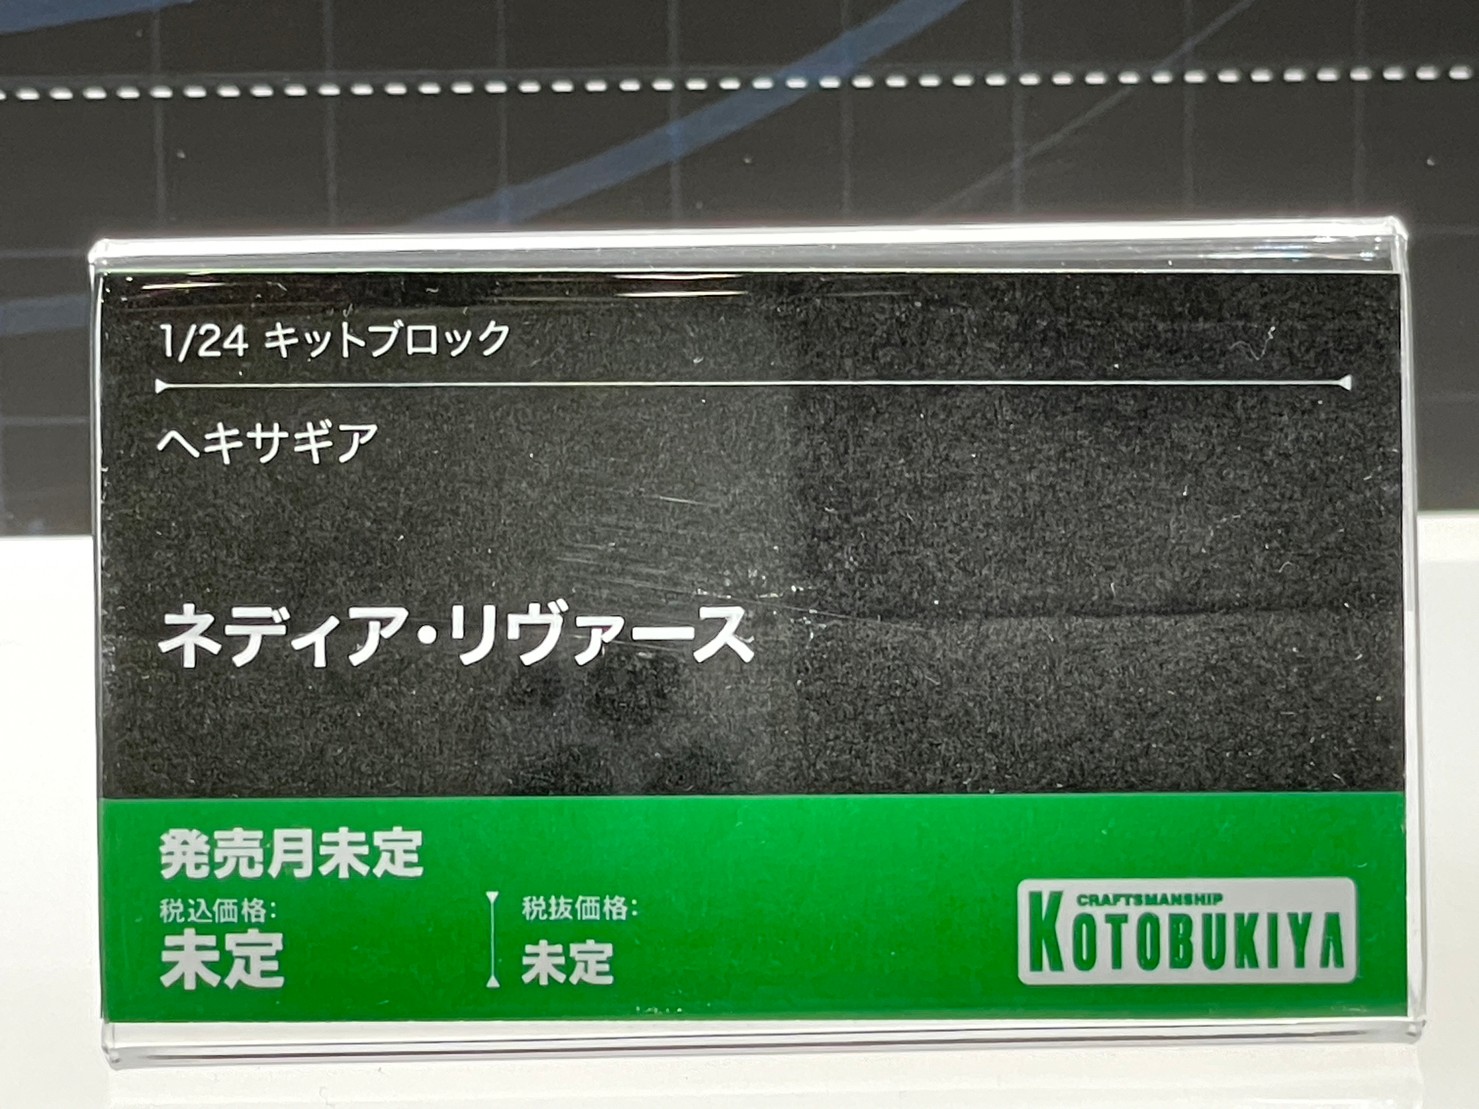 1/24 キットブロック
ヘキサギア
ネディア・リヴァース
発売月未定
税込価格:
未定
税抜価格:
未定
CRAFTSMANSHIP
KOTOBUKIYA